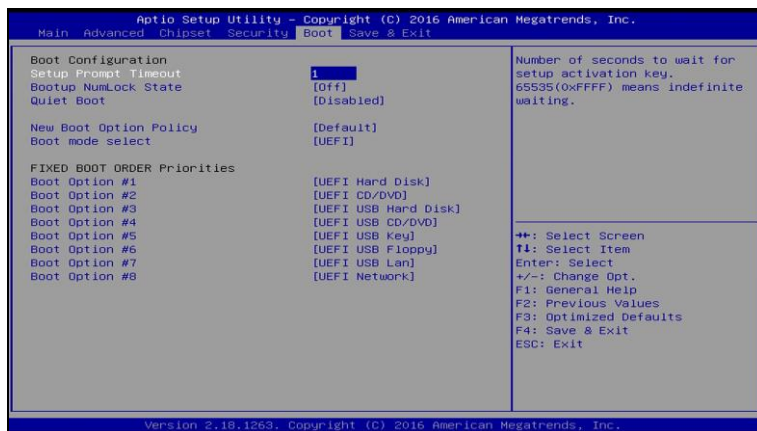 Aptio Setup Utility – Copyright (C) 2016 American Megatrends, Inc.
Main Advanced Chipset Security Boot Save & Exit
Boot Configuration
Setup Prompt Timeout 1
Bootup NumLock State [Off]
Quiet Boot [Disabled]
New Boot Option Policy [Default]
Boot mode select [UEFI]
FIXED BOOT ORDER Priorities
Boot Option #1 [UEFI Hard Disk]
Boot Option #2 [UEFI CD/DVD]
Boot Option #3 [UEFI USB Hard Disk]
Boot Option #4 [UEFI USB CD/DVD]
Boot Option #5 [UEFI USB Key]
Boot Option #6 [UEFI USB Floppy]
Boot Option #7 [UEFI USB Lan]
Boot Option #8 [UEFI Network]
Number of seconds to wait for
setup activation key.
65535(0xFFFF) means indefinite
waiting.
→←: Select Screen
↑↓: Select Item
Enter: Select
+/-: Change Opt.
F1: General Help
F2: Previous Values
F3: Optimized Defaults
F4: Save & Exit
ESC: Exit
Version 2.18.1263. Copyright (C) 2016 American Megatrends, Inc.